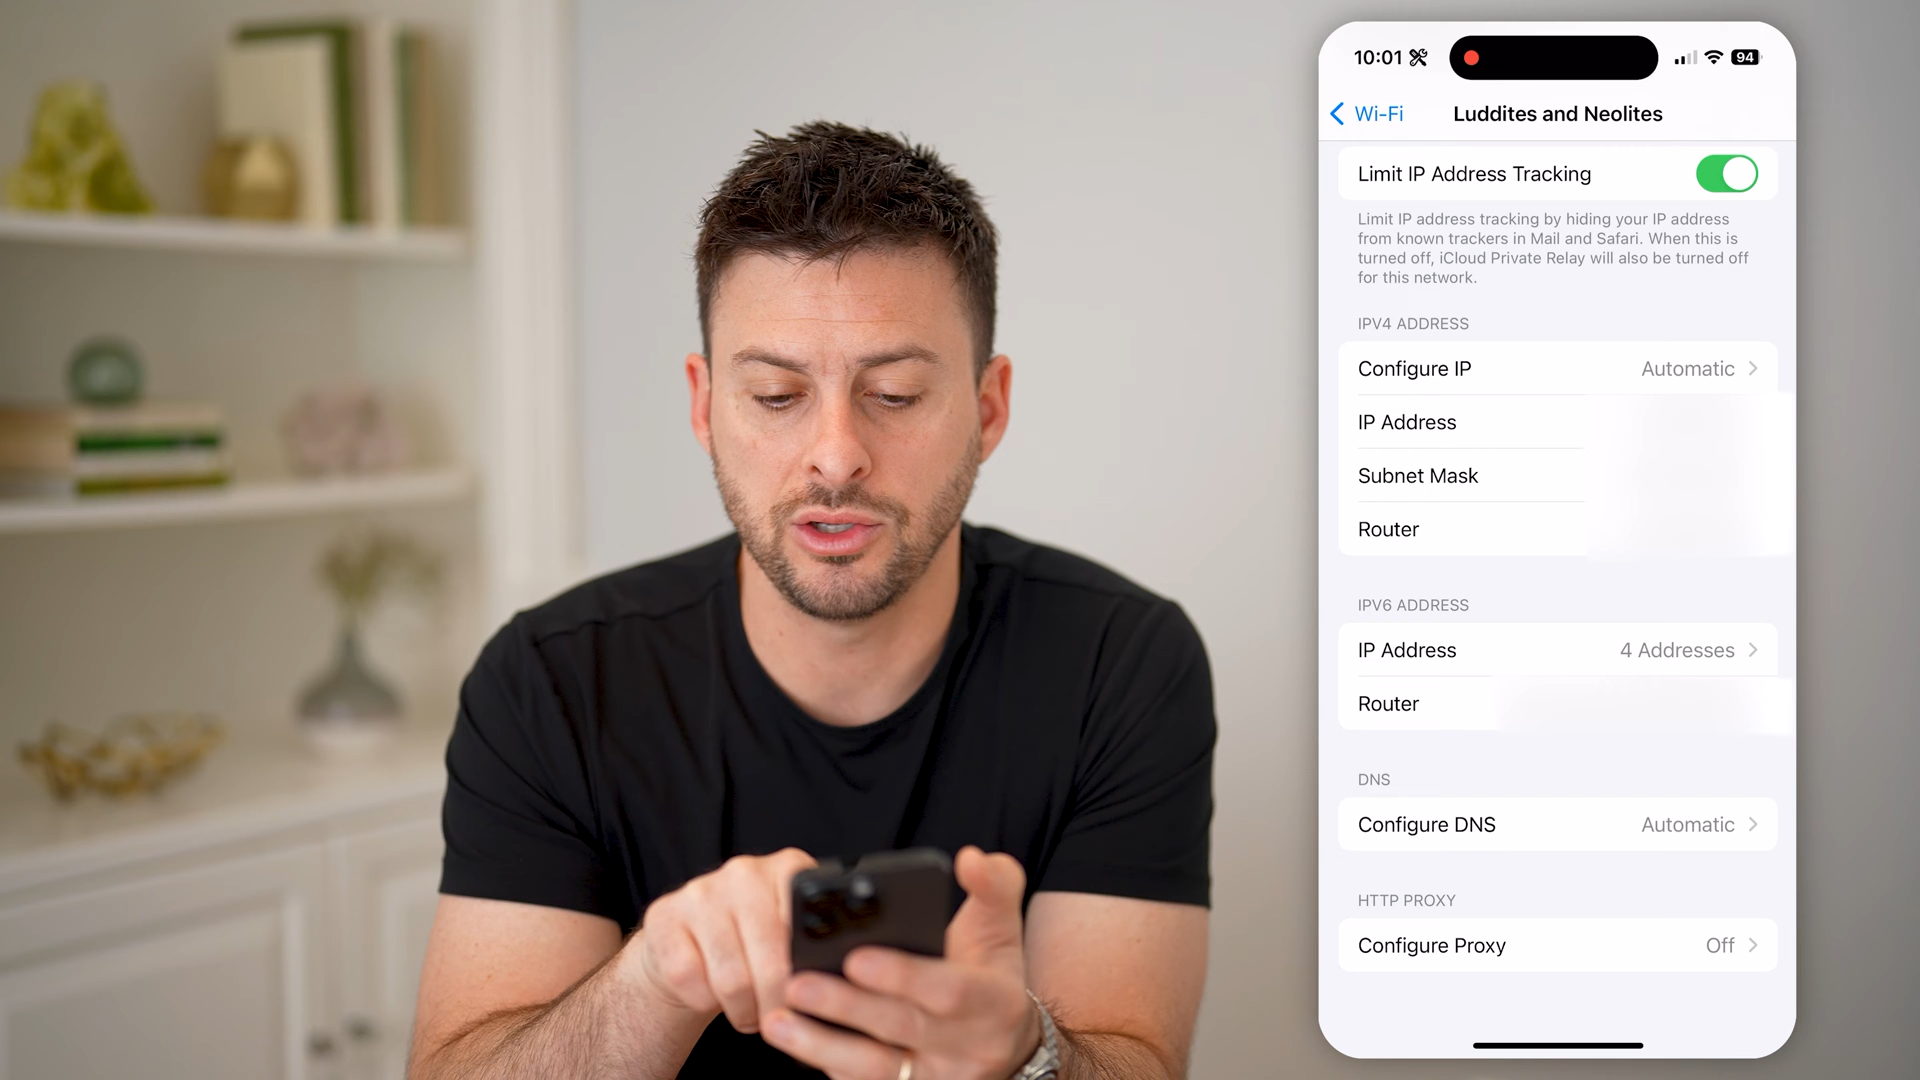 10:01
94
Wi-Fi
Luddites and Neolites
Limit IP Address Tracking
Limit IP address tracking by hiding your IP address
from known trackers in Mail and Safari. When this is
turned off, iCloud Private Relay will also be turned off
for this network.
IPV4 ADDRESS
Configure IP Automatic
IP Address
Subnet Mask
Router
IPV6 ADDRESS
IP Address 4 Addresses
Router
DNS
Configure DNS Automatic
HTTP PROXY
Configure Proxy Off